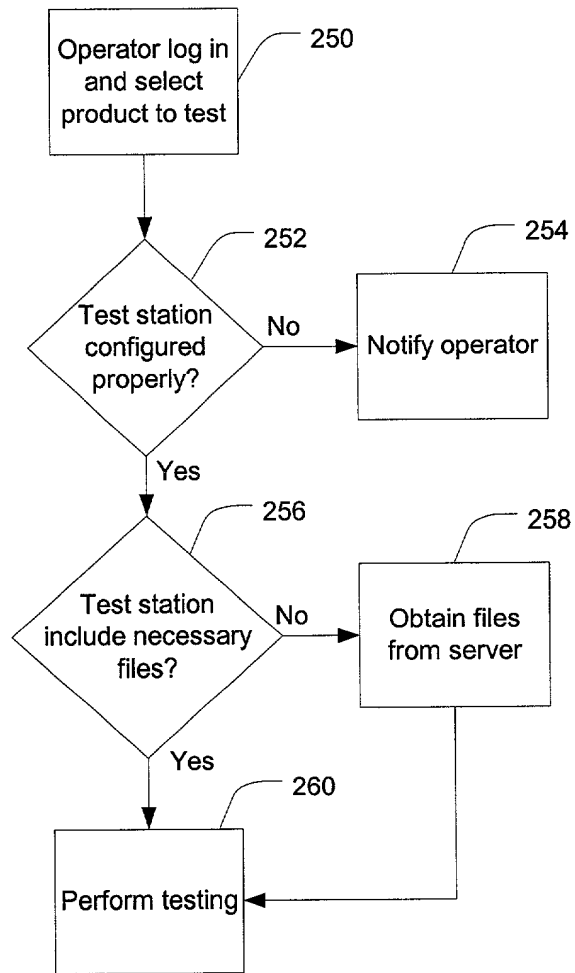 Operator log in
and select
product to test
250
252
Test station
configured
properly?
No
254
Notify operator
Yes
256
Test station
include necessary
files?
No
258
Obtain files
from server
Yes
260
Perform testing